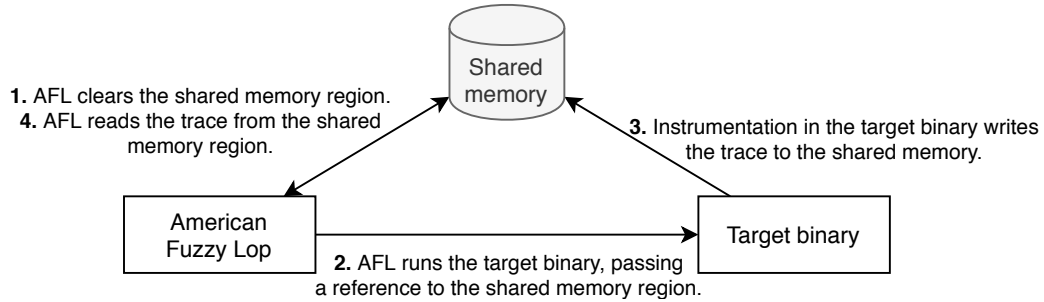 Shared
memory
1. AFL clears the shared memory region.
4. AFL reads the trace from the shared
memory region.
3. Instrumentation in the target binary writes
the trace to the shared memory.
American
Fuzzy Lop
Target binary
2. AFL runs the target binary, passing
a reference to the shared memory region.